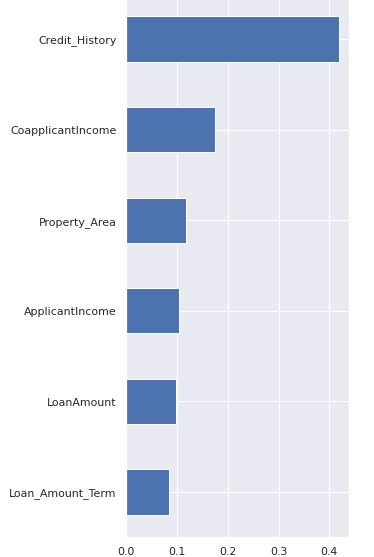 Credit_History
CoapplicantIncome
Property_Area
ApplicantIncome
LoanAmount
Loan_Amount_Term
0.0 0.1 0.2 0.3 0.4